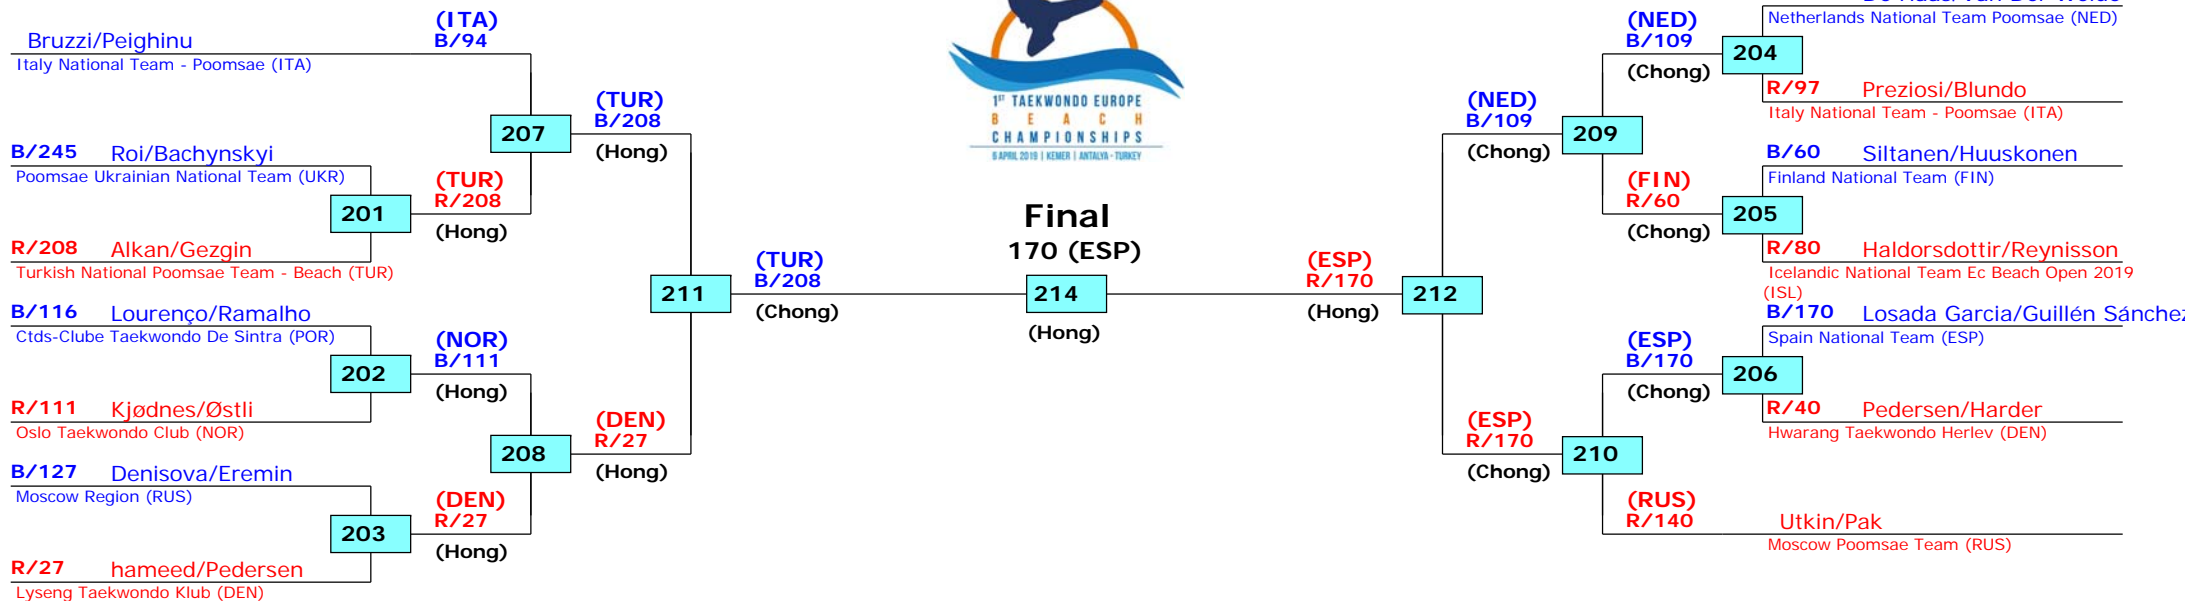 (ITA)
B/94
Bruzzi/Peighinu
Italy National Team - Poomsae (ITA)
B/245 Roi/Bachynskyi
Poomsae Ukrainian National Team (UKR)
201
R/208 Alkan/Gezgin
Turkish National Poomsae Team - Beach (TUR)
(TUR)
R/208
(Hong)
207
(TUR)
B/208
(Hong)
B/116 Lourenço/Ramalho
Ctds-Clube Taekwondo De Sintra (POR)
202
R/111 Kjødnes/Østli
Oslo Taekwondo Club (NOR)
(NOR)
B/111
(Hong)
B/127 Denisova/Eremin
Moscow Region (RUS)
203
R/27 hameed/Pedersen
Lyseng Taekwondo Klub (DEN)
(DEN)
R/27
(Hong)
208
(DEN)
R/27
(Hong)
211
(TUR)
B/208
(Chong)
1ST TAEKWONDO EUROPE
BEACH
CHAMPIONSHIPS
6 APRIL 2019 | KEMER | ANTALYA - TURKEY
Final
170 (ESP)
214
(Hong)
(ESP)
R/170
(Hong)
212
(NED)
B/109
(Chong)
209
(NED)
B/109
(Chong)
204
Netherlands National Team Poomsae (NED)
R/97 Preziosi/Blundo
Italy National Team - Poomsae (ITA)
(FIN)
R/60
(Chong)
205
B/60 Siltanen/Huuskonen
Finland National Team (FIN)
R/80 Haldorsdottir/Reynisson
Icelandic National Team Ec Beach Open 2019
(ISL)
(ESP)
R/170
(Chong)
210
(ESP)
B/170
(Chong)
206
B/170 Losada Garcia/Guillén Sánchez
Spain National Team (ESP)
R/40 Pedersen/Harder
Hwarang Taekwondo Herlev (DEN)
(RUS)
R/140
Utkin/Pak
Moscow Poomsae Team (RUS)